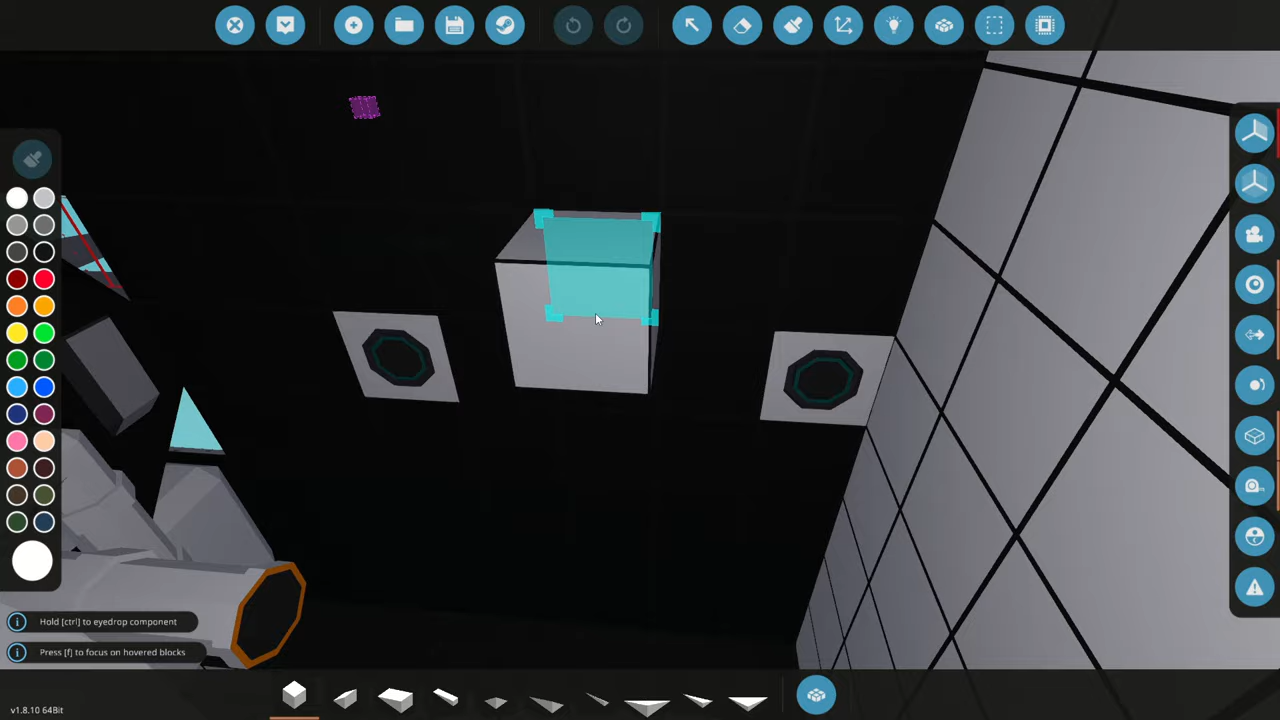 Hold [ctrl] to eyedrop component
Press [f] to focus on hovered blocks
v1.8.10 64Bit